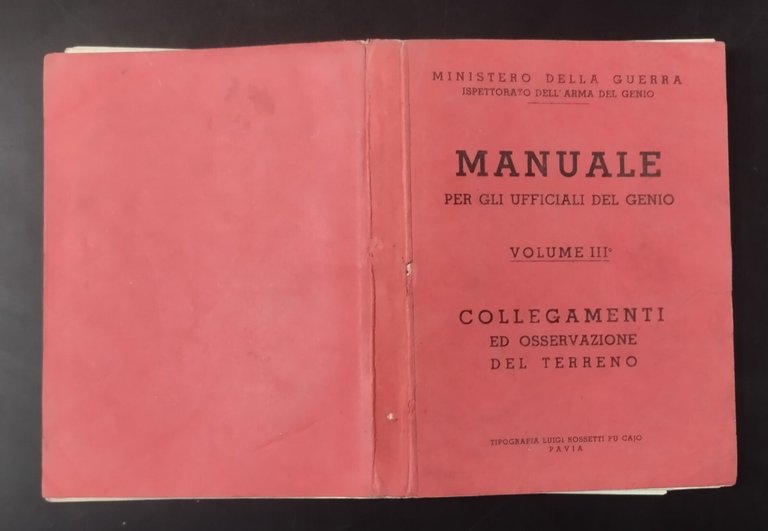 MINISTERO DELLA GUERRA
ISPETTORATO DELL'ARMA DEL GENIO
MANUALE
PER GLI UFFICIALI DEL GENIO
VOLUME III°
COLLEGAMENTI
ED OSSERVAZIONE
DEL TERRENO
TIPOGRAFIA LUIGI ROSSETTI FU CAJO
PAVIA